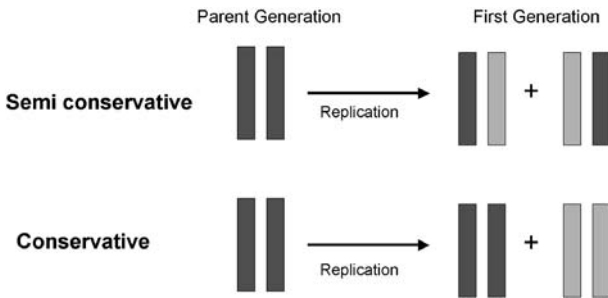 Parent Generation
First Generation
Semi conservative
Replication
+
Conservative
Replication
+